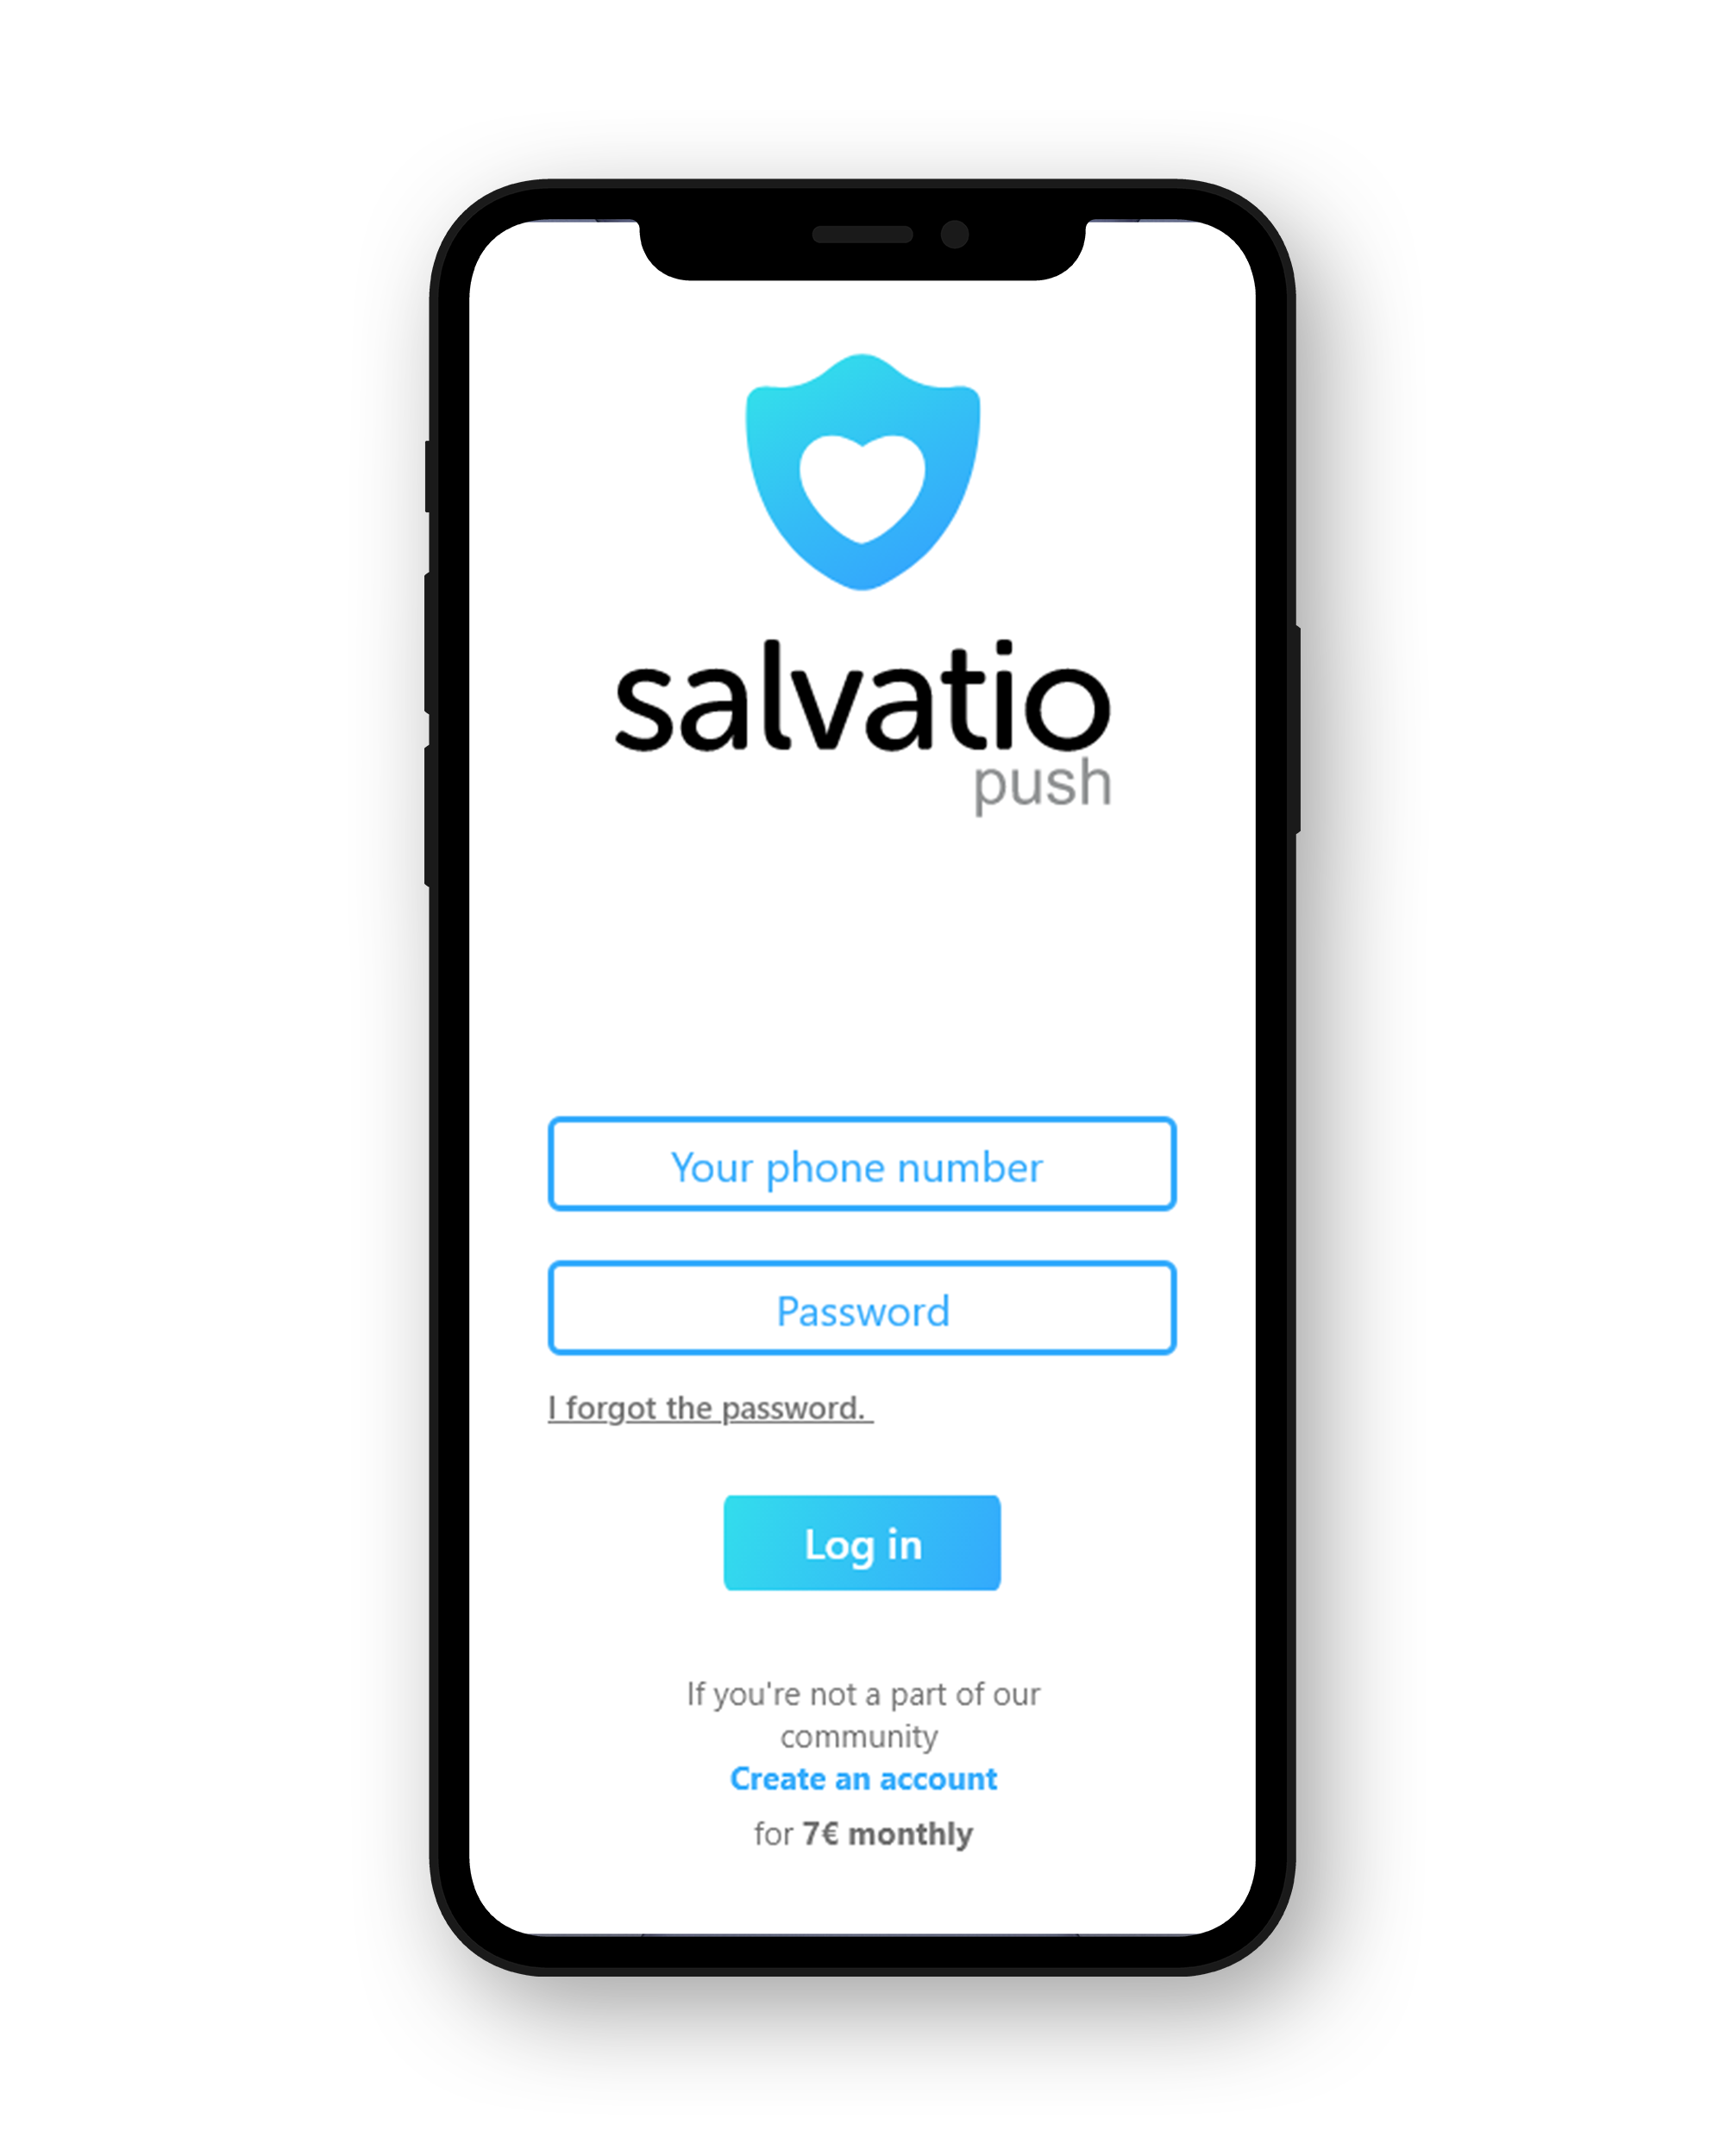 salvatio
push
Your phone number
Password
I forgot the password.
Log in
If you're not a part of our
community
Create an account
for 7€ monthly